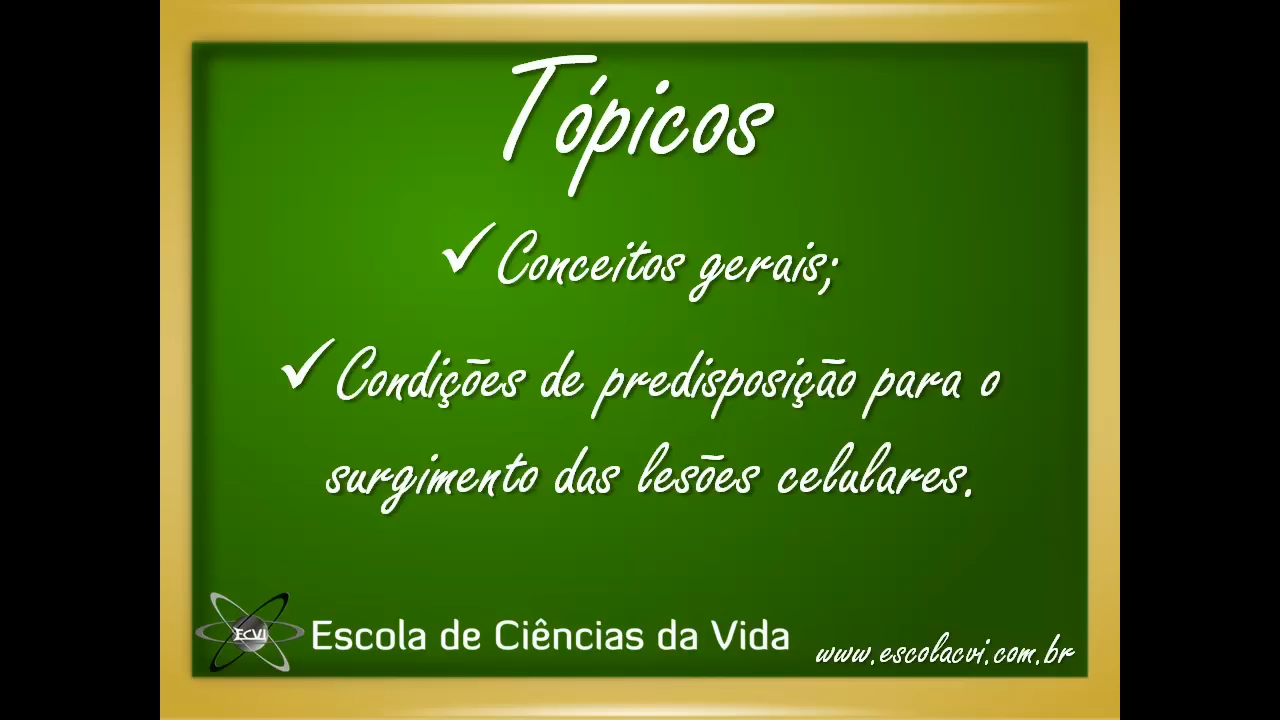 Tópicos
✓Conceitos gerais;
✓Condições de predisposição para o
surgimento das lesões celulares.
ECVI
Escola de Ciências da Vida
www.escolacvi.com.br